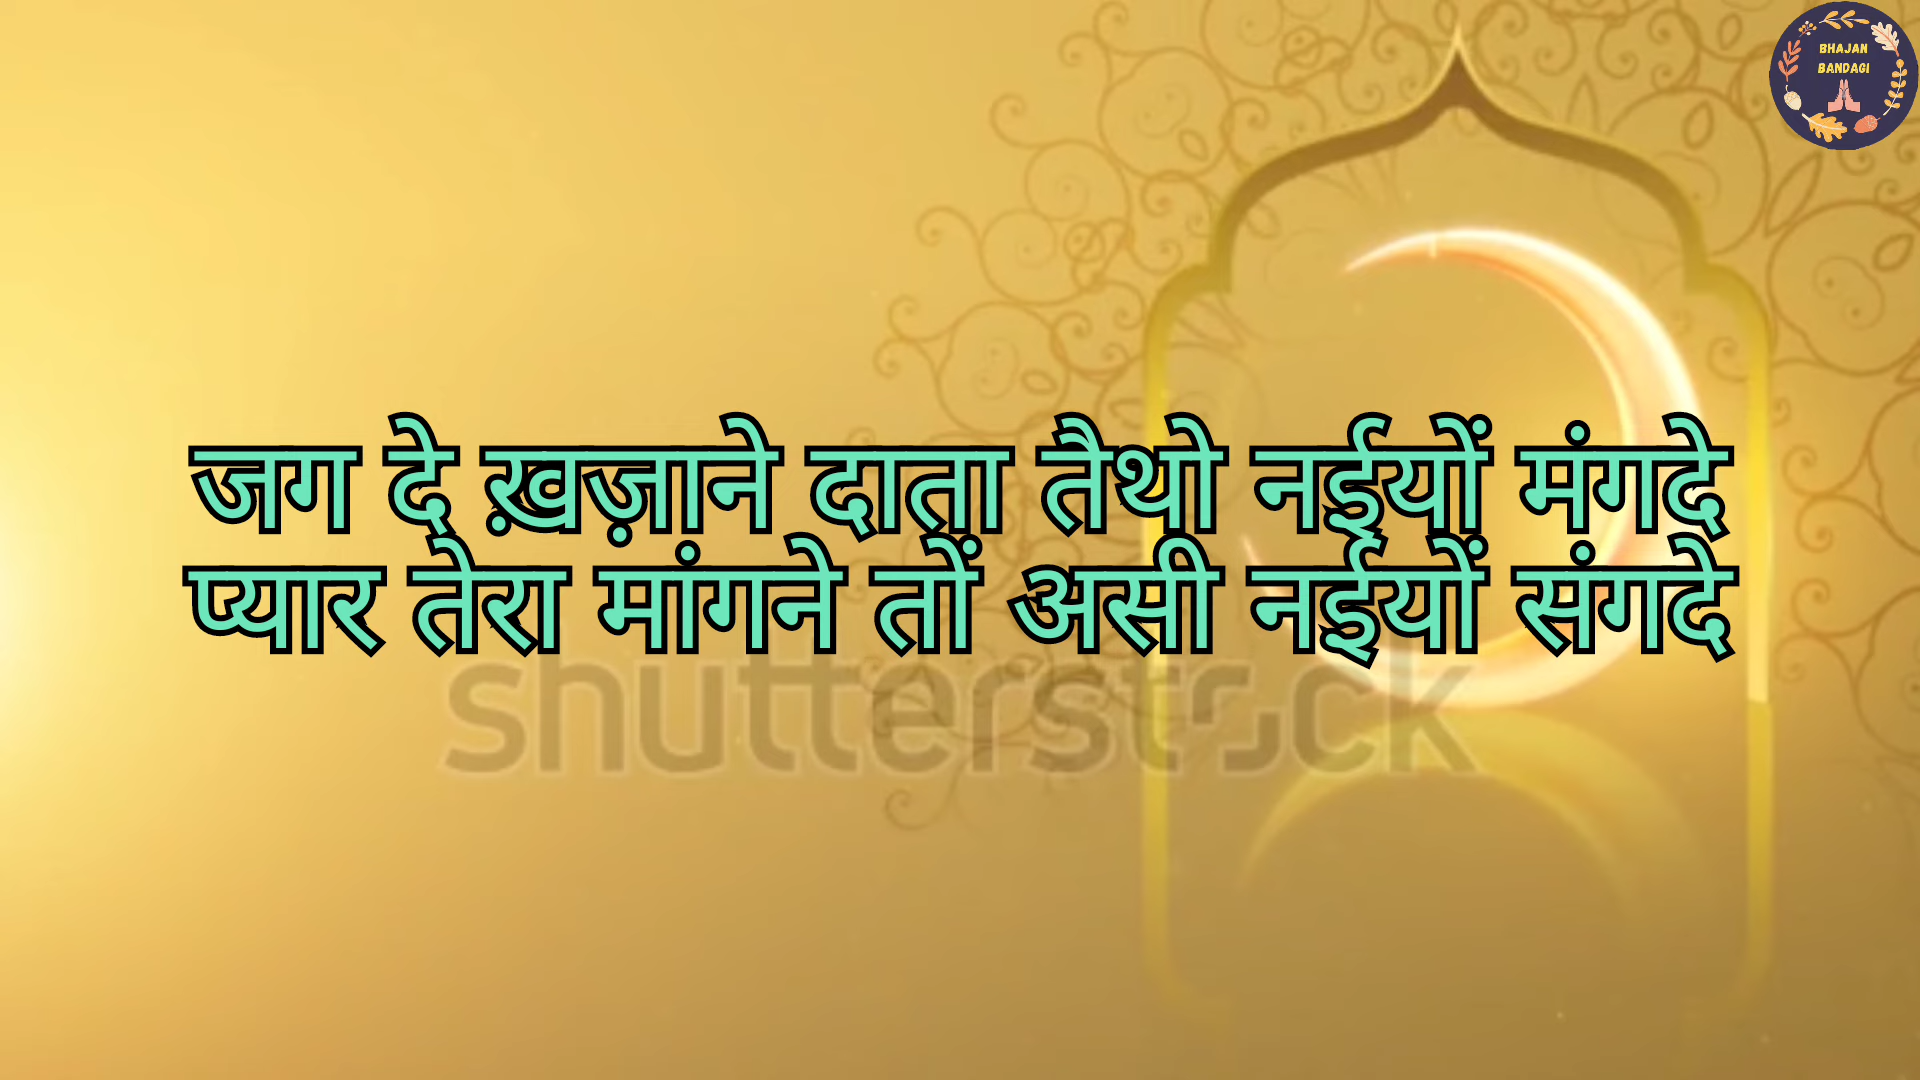 BHAJAN
BANDAGI
जग दे ख़ज़ाने दाता तैथो नईयों मंगदे
प्यार तेरा मांगने तों असी नईयों संगदे
shutterstock